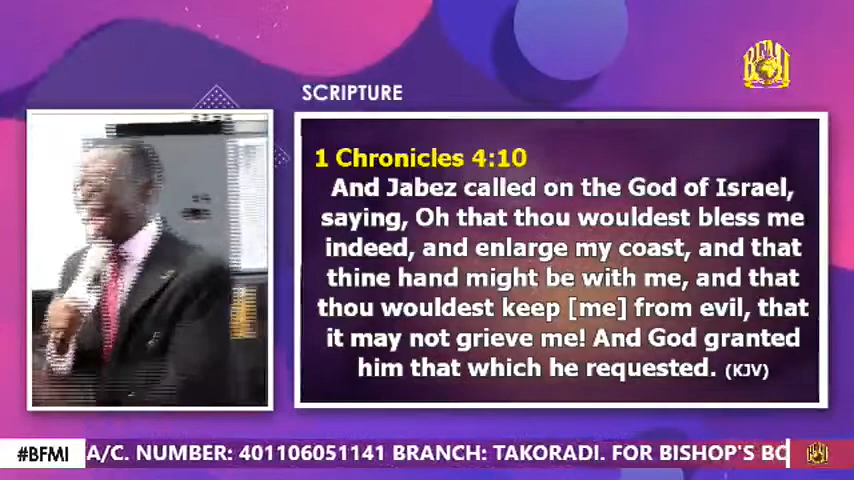 SCRIPTURE
1 Chronicles 4:10
And Jabez called on the God of Israel,
saying, Oh that thou wouldest bless me
indeed, and enlarge my coast, and that
thine hand might be with me, and that
thou wouldest keep [me] from evil, that
it may not grieve me! And God granted
him that which he requested. (KJV)
#BFMI
A/C. NUMBER: 401106051141 BRANCH: TAKORADI. FOR BISHOP'S